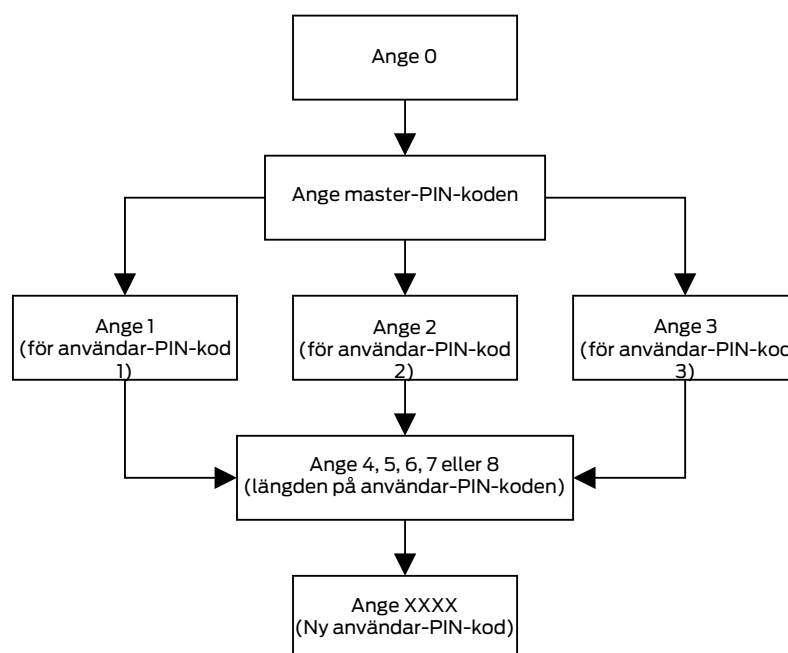 Ange 0
Ange master-PIN-koden
Ange 1
(för användar-PIN-kod
1)
Ange 2
(för användar-PIN-kod
2)
Ange 3
(för användar-PIN-kod
3)
Ange 4, 5, 6, 7 eller 8
(längden på användar-PIN-koden)
Ange XXXX
(Ny användar-PIN-kod)